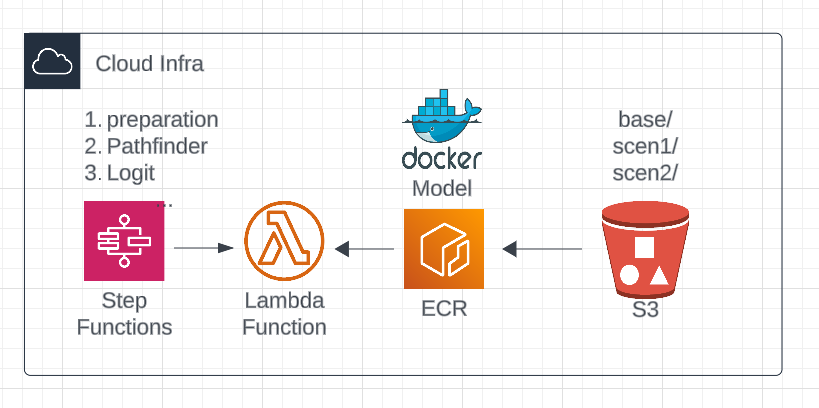 Cloud Infra
1. preparation
2. Pathfinder
3. Logit
...
docker
Model
base/
scen1/
scen2/
Step
Functions
Lambda
Function
ECR
S3